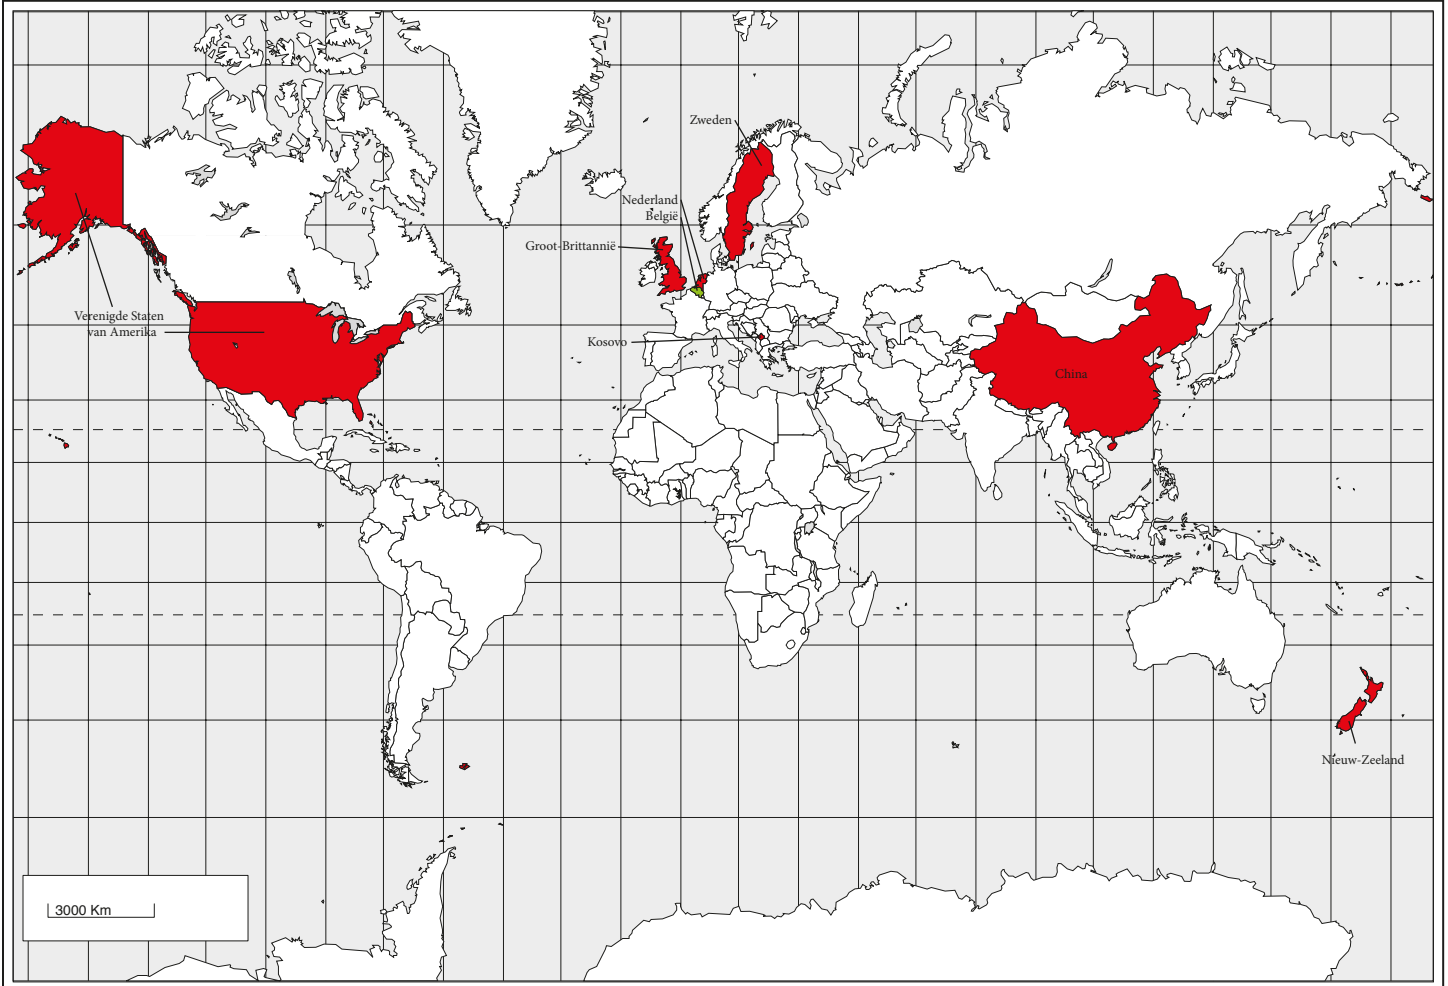 Zweden
Nederland
België
Groot-Brittannië
Verenigde Staten
van Amerika
Kosovo
China
Nieuw-Zeeland
3000 Km